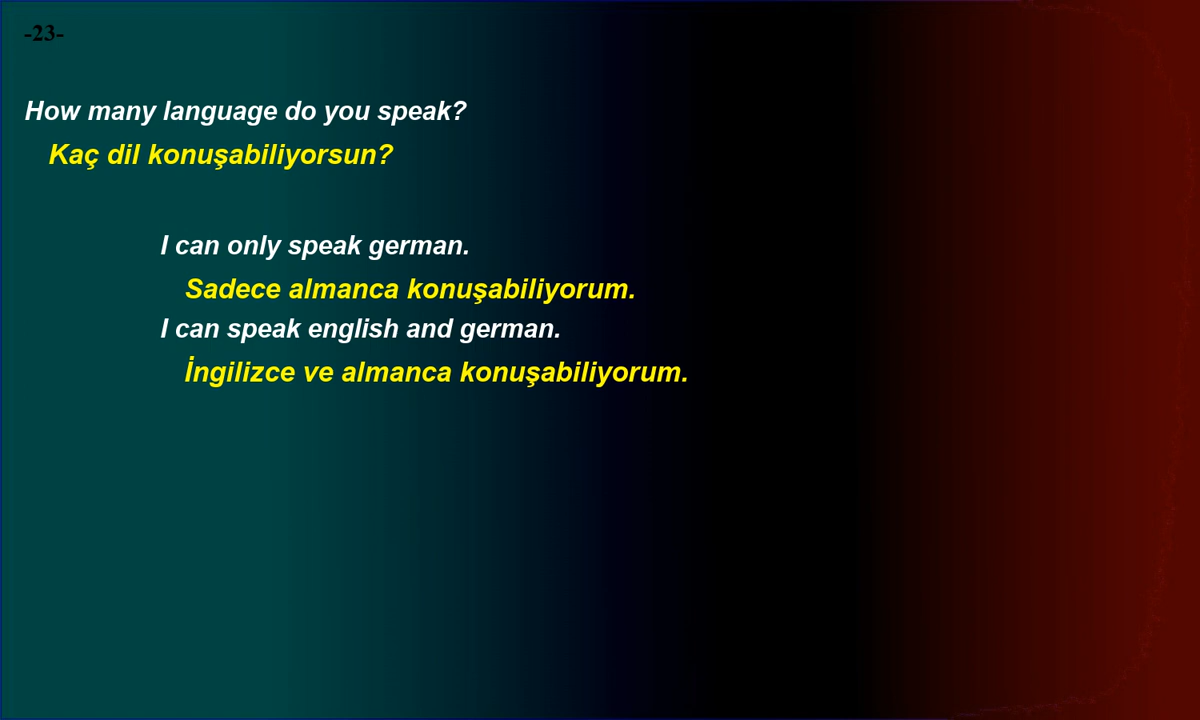 -23-
How many language do you speak?
Kaç dil konuşabiliyorsun?
I can only speak german.
Sadece almanca konuşabiliyorum.
I can speak english and german.
İngilizce ve almanca konuşabiliyorum.